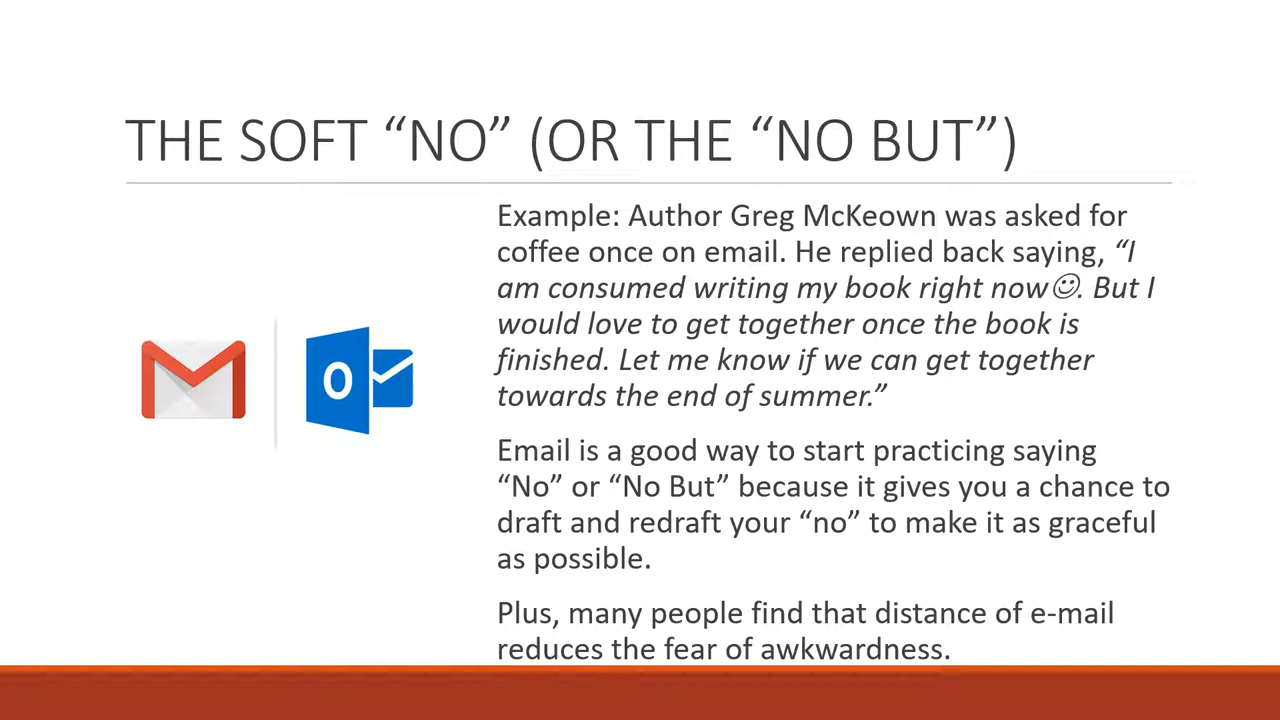 THE SOFT “NO” (OR THE “NO BUT”)
Example: Author Greg McKeown was asked for
coffee once on email. He replied back saying, “I
am consumed writing my book right now☺. But I
would love to get together once the book is
finished. Let me know if we can get together
towards the end of summer.”
Email is a good way to start practicing saying
“No” or “No But” because it gives you a chance to
draft and redraft your “no” to make it as graceful
as possible.
Plus, many people find that distance of e-mail
reduces the fear of awkwardness.